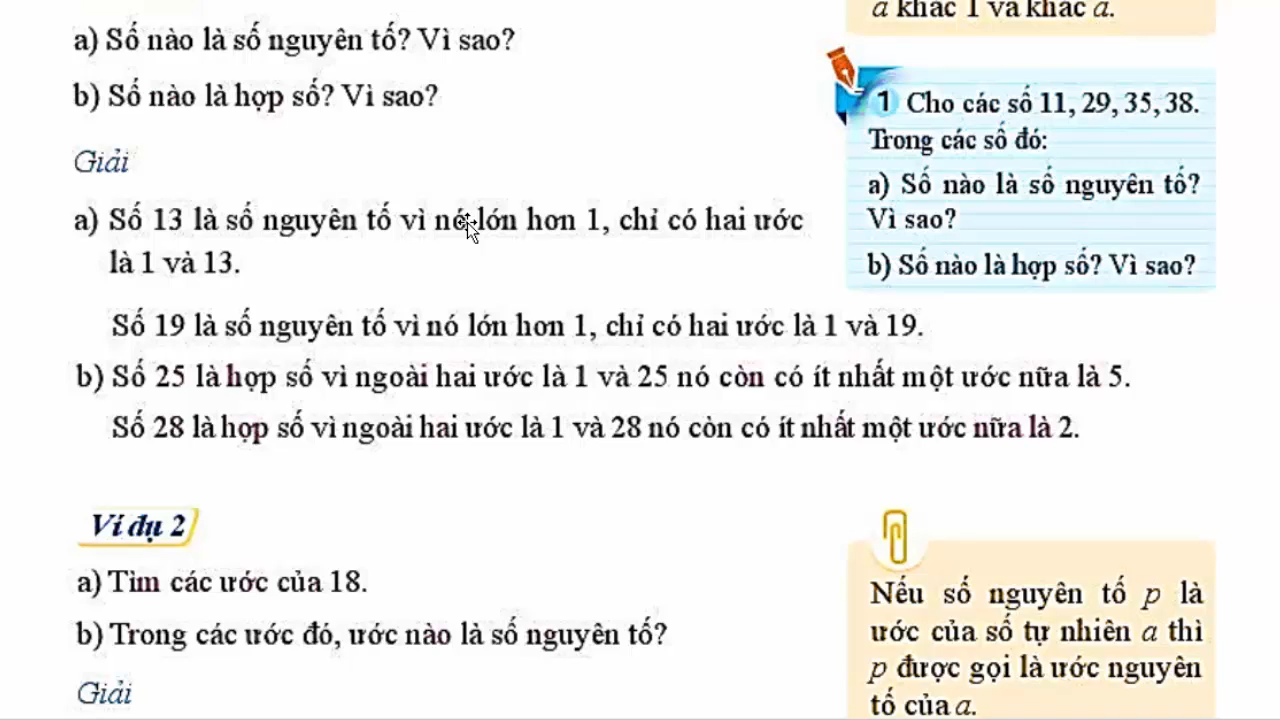 a) Số nào là số nguyên tố? Vì sao?
b) Số nào là hợp số? Vì sao?
Giải
a) Số 13 là số nguyên tố vì nó lớn hơn 1, chỉ có hai ước
là 1 và 13.
Số 19 là số nguyên tố vì nó lớn hơn 1, chỉ có hai ước là 1 và 19.
b) Số 25 là hợp số vì ngoài hai ước là 1 và 25 nó còn có ít nhất một ước nữa là 5.
Số 28 là hợp số vì ngoài hai ước là 1 và 28 nó còn có ít nhất một ước nữa là 2.
Ví dụ 2
a) Tìm các ước của 18.
b) Trong các ước đó, ước nào là số nguyên tố?
Giải
a khác 1 và khác a.
1 Cho các số 11, 29, 35, 38.
Trong các số đó:
a) Số nào là số nguyên tố?
Vì sao?
b) Số nào là hợp số? Vì sao?
Nếu số nguyên tố p là
ước của số tự nhiên a thì
p được gọi là ước nguyên
tố của a.